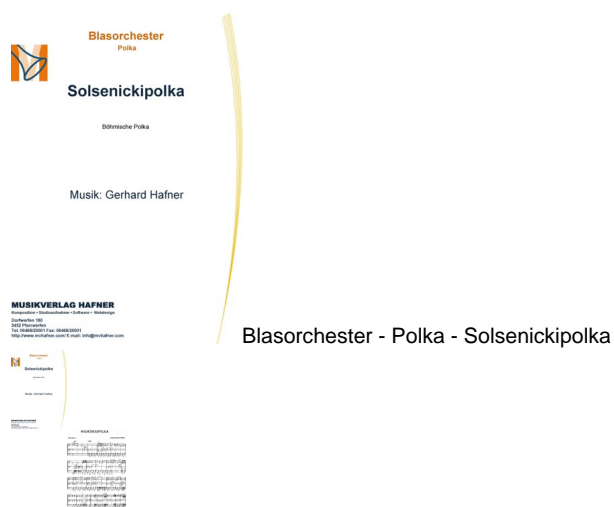 Blasorchester
Polka
Solsenickipolka
Böhmische Polka
Musik: Gerhard Hafner
MUSIKVERLAG HAFNER
Komposition • Studioaufnahme • Software • Webdesign
Dorfwerfen 180
5452 Pfarrwerfen
Tel. 06468/20001 Fax: 06468/20001
http://www.mvhafner.com/ E-mail: info@mvhafner.com
Blasorchester - Polka - Solsenickipolka
Blasorchester
Solsenickipolka
Musik: Gerhard Hafner
MUSIKVERLAG HAFNER
SOLSENICKIPOLKA